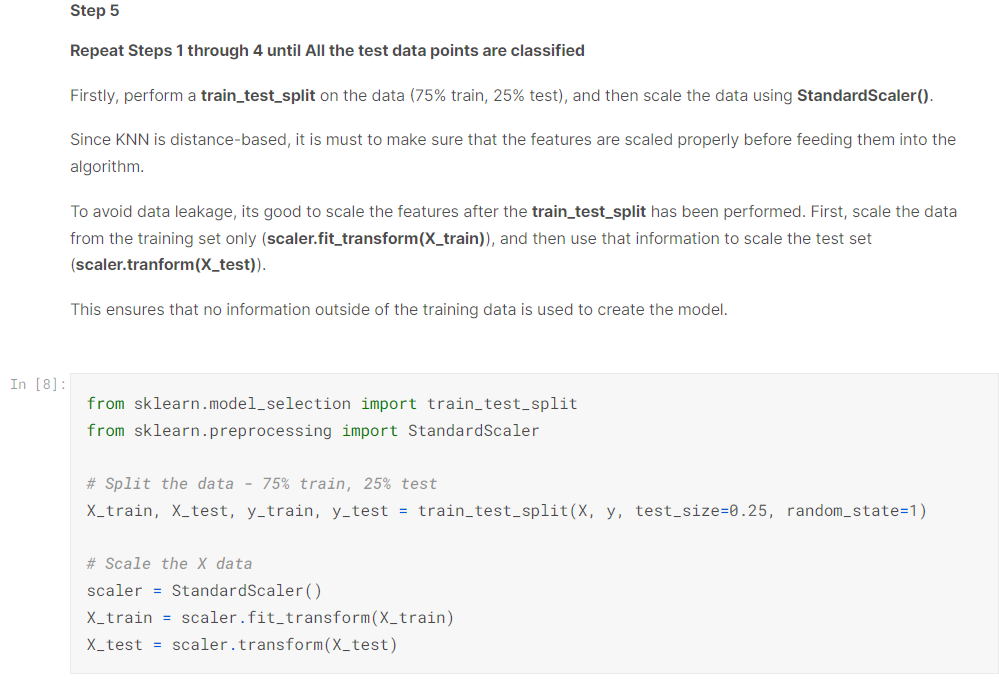 Step 5
Repeat Steps 1 through 4 until All the test data points are classified
Firstly, perform a train_test_split on the data (75% train, 25% test), and then scale the data using StandardScaler().
Since KNN is distance-based, it is must to make sure that the features are scaled properly before feeding them into the
algorithm.
To avoid data leakage, its good to scale the features after the train_test_split has been performed. First, scale the data
from the training set only (scaler.fit_transform(X_train)), and then use that information to scale the test set
(scaler.tranform(X_test)).
This ensures that no information outside of the training data is used to create the model.
In [8]:
from sklearn.model_selection import train_test_split
from sklearn.preprocessing import StandardScaler
# Split the data - 75% train, 25% test
X_train, X_test, y_train, y_test = train_test_split(X, y, test_size=0.25, random_state=1)
# Scale the X data
scaler = StandardScaler()
X_train = scaler.fit_transform(X_train)
X_test = scaler.transform(X_test)